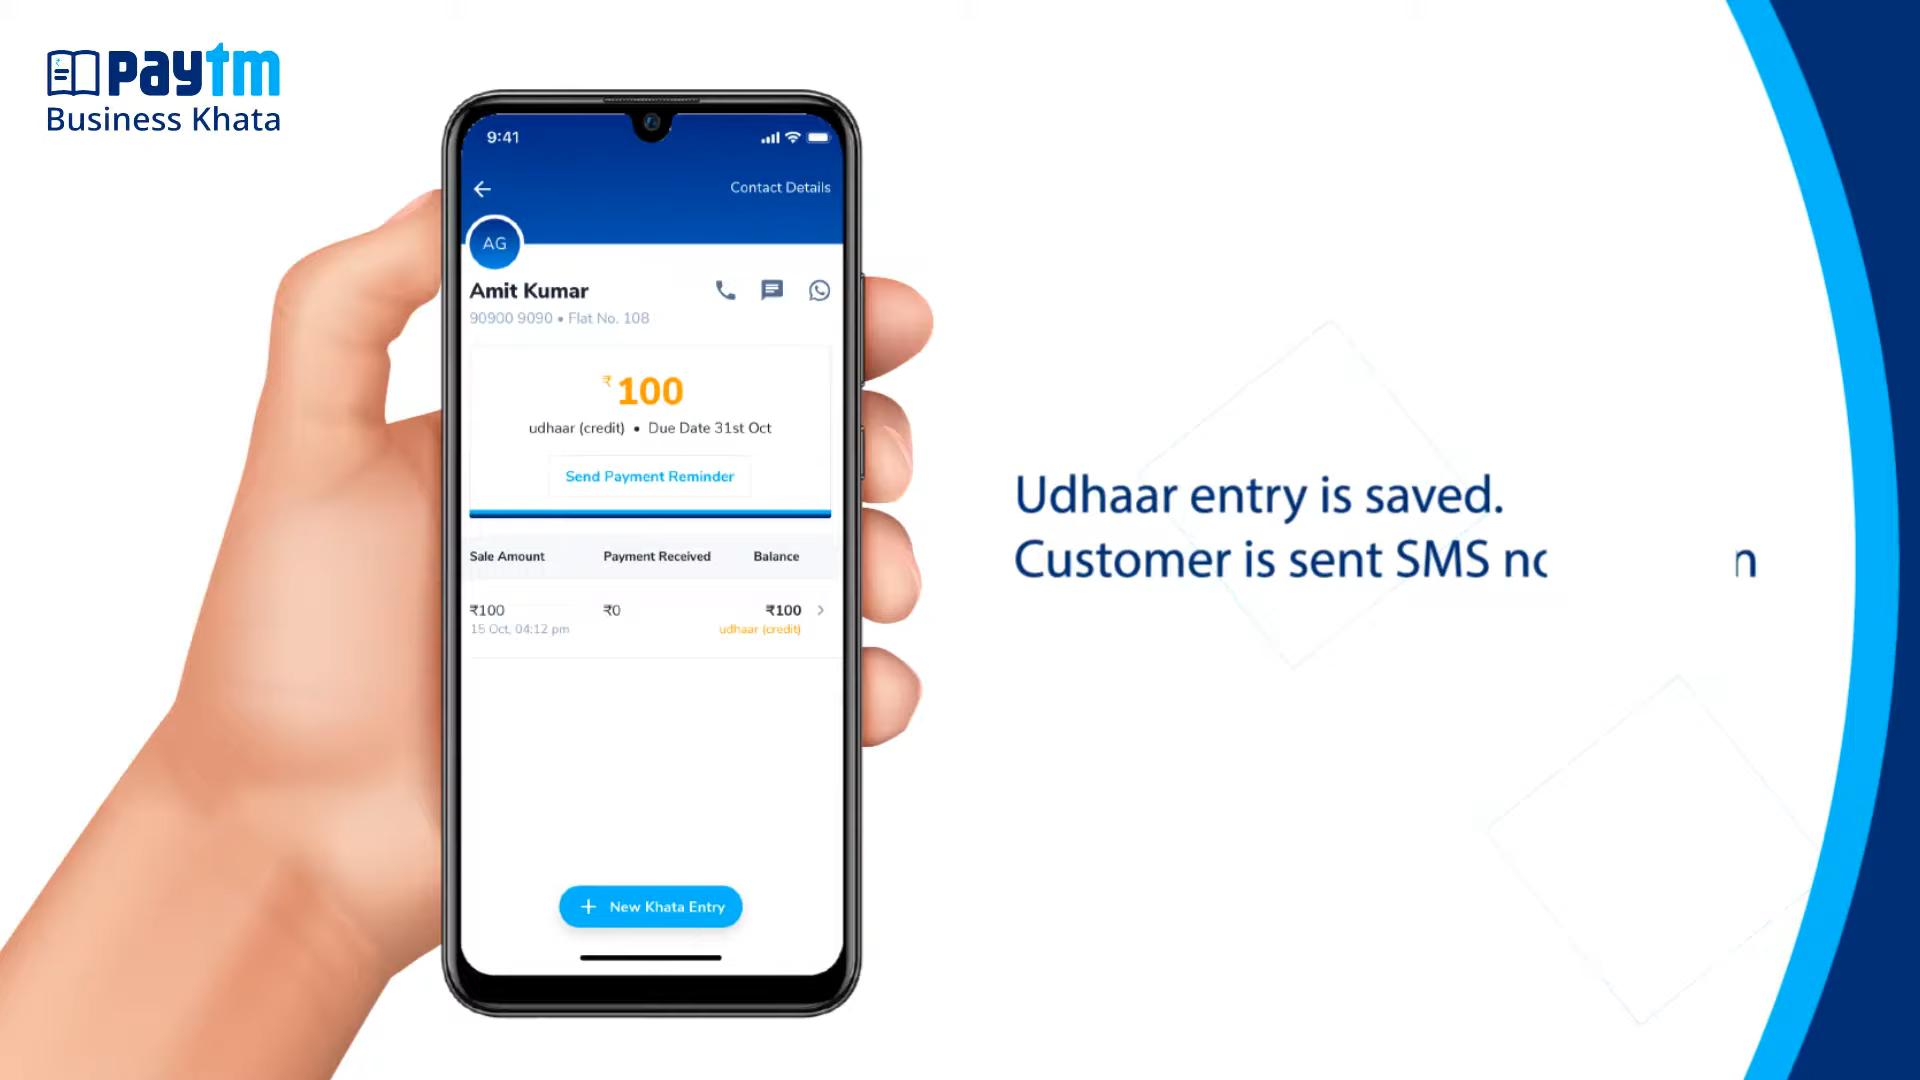 paytm
Business Khata
9:41
Contact Details
AG
Amit Kumar
90900 9090 • Flat No. 108
₹ 100
udhaar (credit) • Due Date 31st Oct
Send Payment Reminder
Sale Amount Payment Received Balance
₹100 ₹0 ₹100
15 Oct, 04:12 pm udhaar (credit)
+ New Khata Entry
Udhaar entry is saved.
Customer is sent SMS